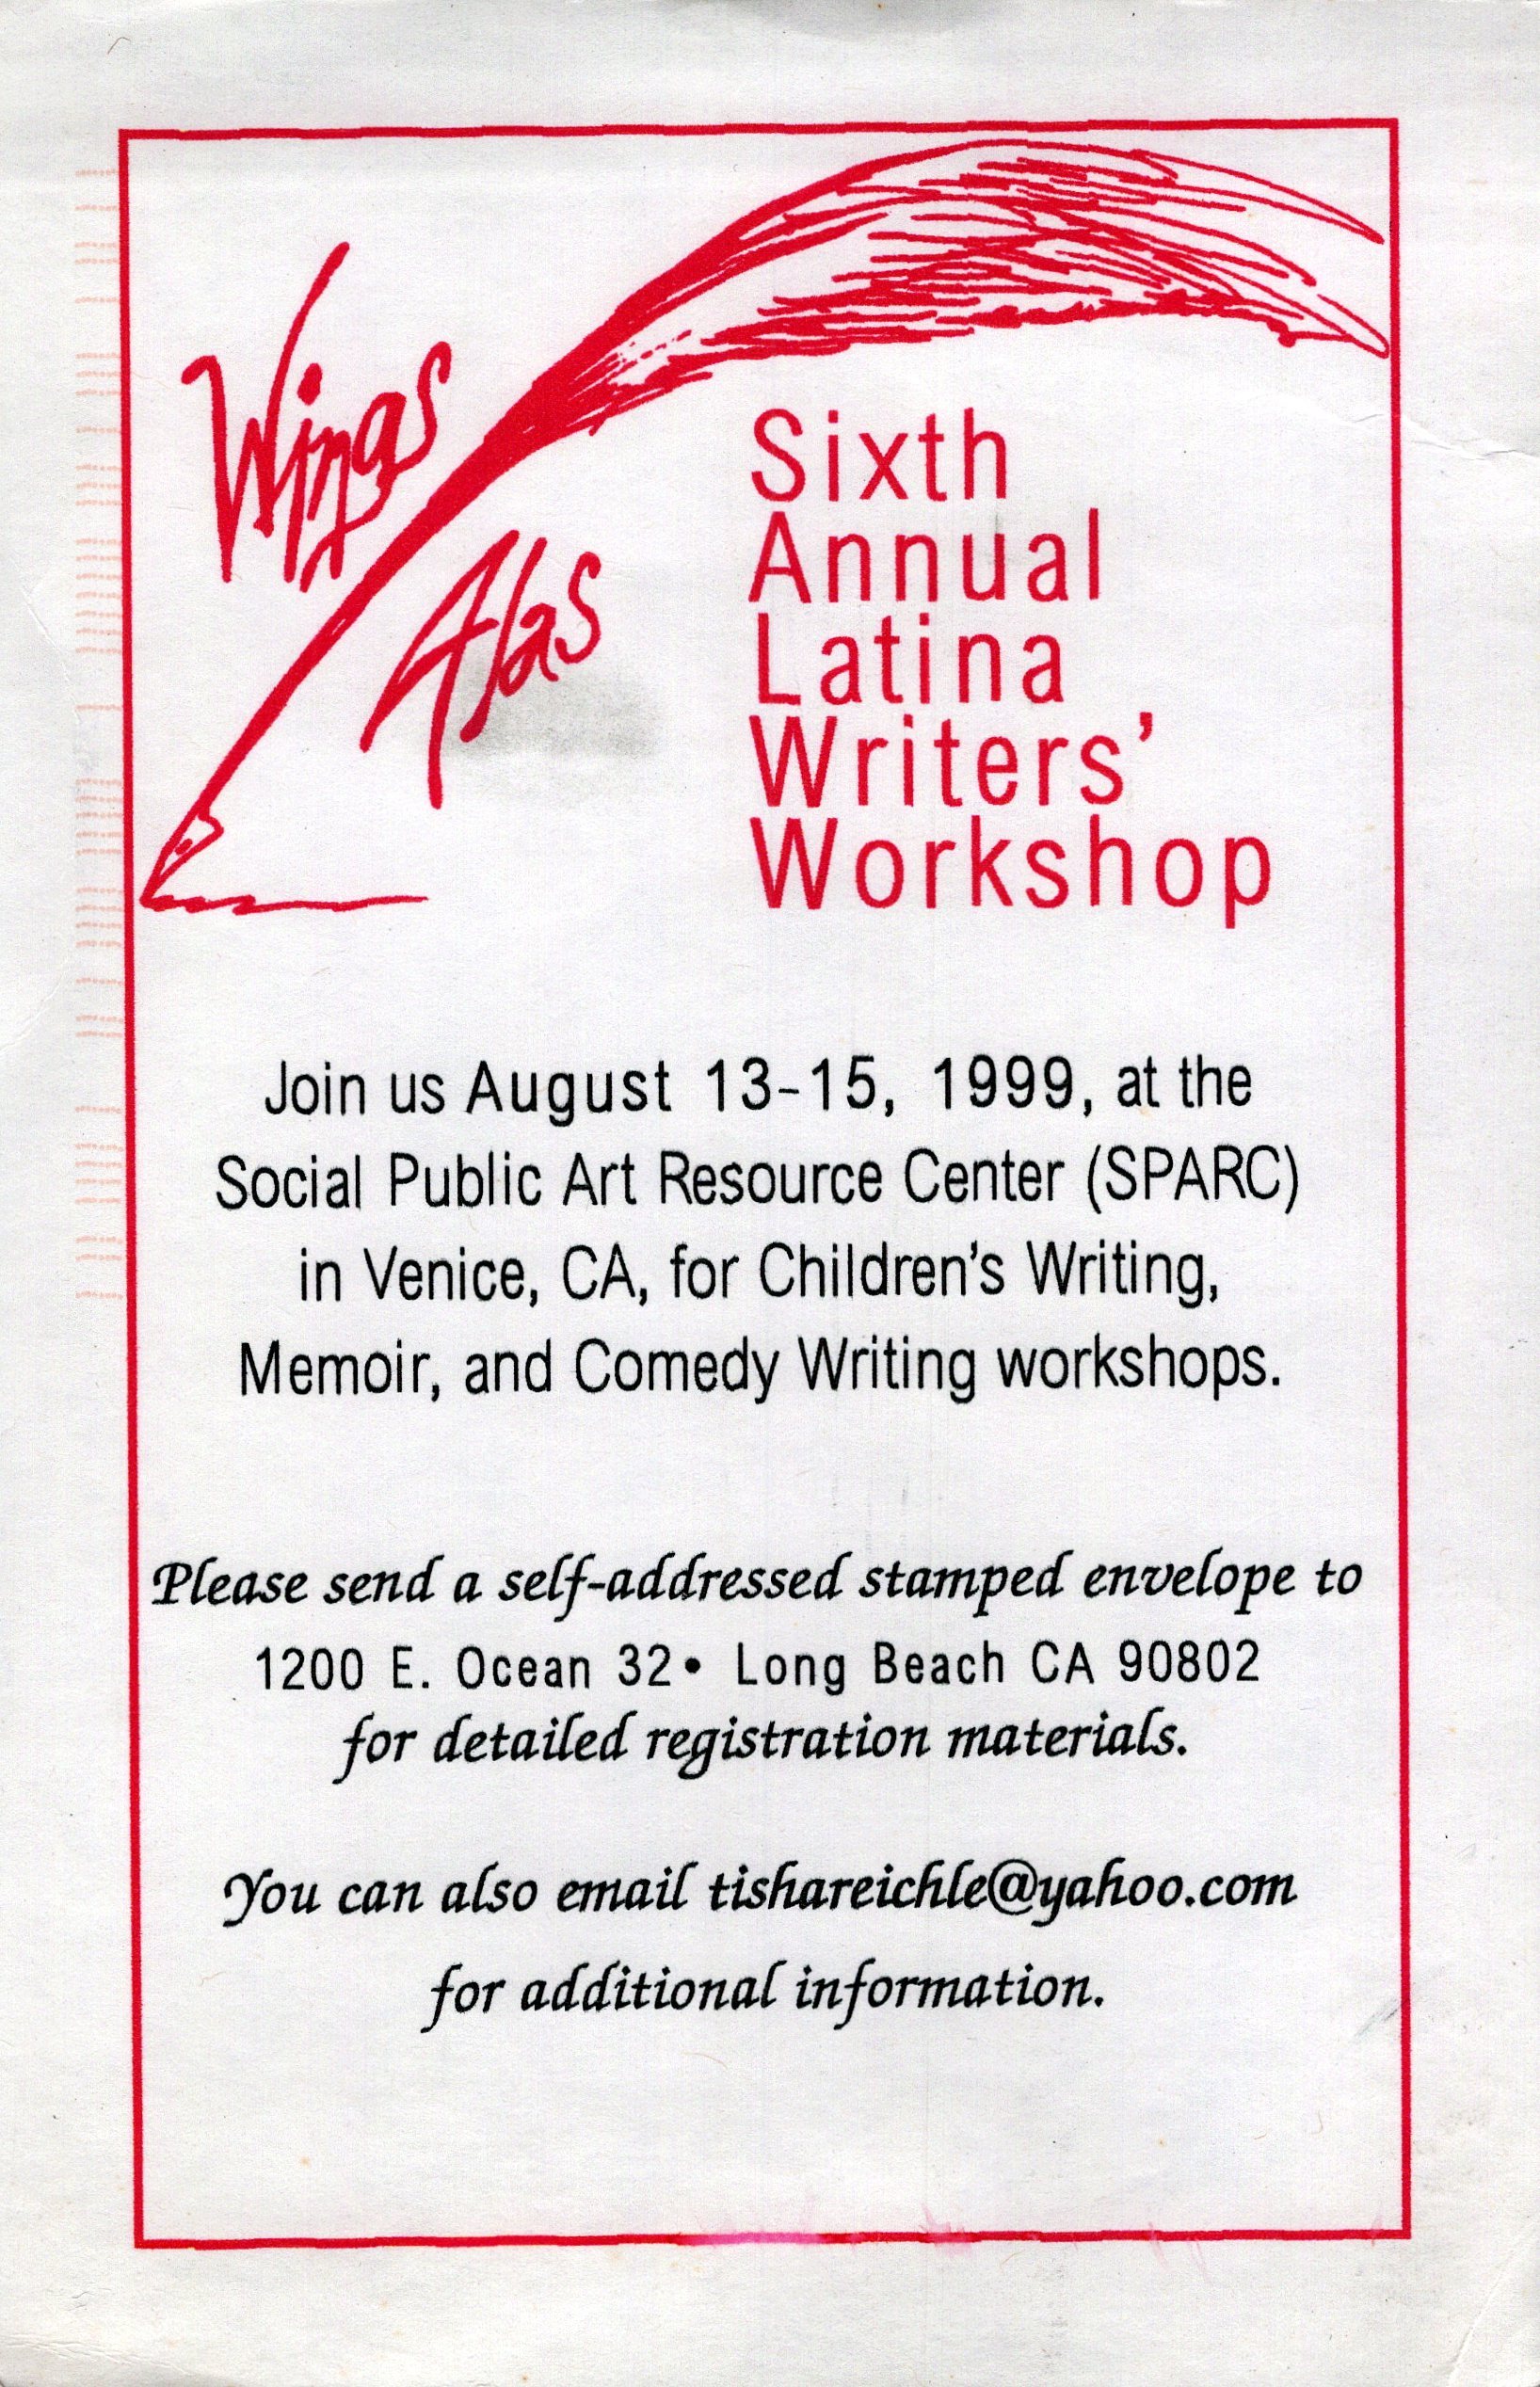 Wings
Alas
Sixth
Annual
Latina
Writers'
Workshop
Join us August 13-15, 1999, at the
Social Public Art Resource Center (SPARC)
in Venice, CA, for Children's Writing,
Memoir, and Comedy Writing workshops.
Please send a self-addressed stamped envelope to
1200 E. Ocean 32• Long Beach CA 90802
for detailed registration materials.
You can also email tishareichle@yahoo.com
for additional information.